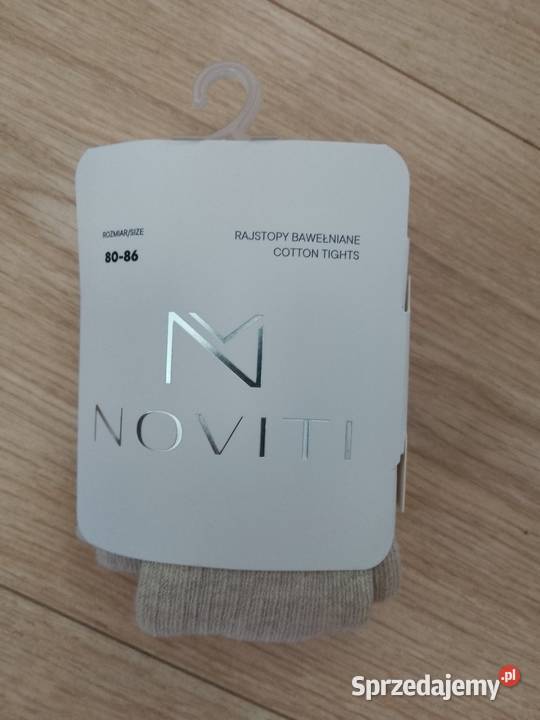 ROZMIAR/SIZE
80-86
RAJSTOPY BAWEŁNIANE
COTTON TIGHTS
NOVITI
Sprzedajemy.pl